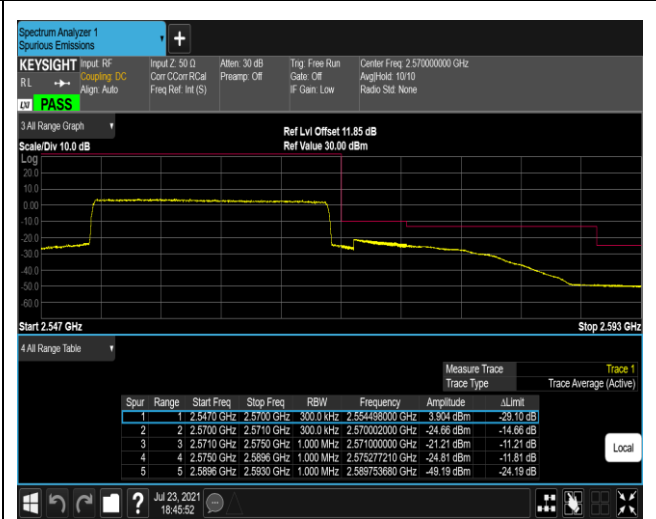 Spectrum Analyzer 1
Spurious Emissions
+
KEYSIGHT Input: RF Input Z: 50 Ω Atten: 30 dB Trig: Free Run Center Freq: 2.570000000 GHz
RL Coupling: DC Corr CCorr RCal Preamp: Off Gate: Off Avg|Hold: 10/10
Align: Auto Freq Ref: Int (S) IF Gain: Low Radio Std: None
LXI PASS
3 All Range Graph
Ref Lvl Offset 11.85 dB
Scale/Div 10.0 dB Ref Value 30.00 dBm
Log
20.0
10.0
0.00
-10.0
-20.0
-30.0
-40.0
-50.0
-60.0
Start 2.547 GHz Stop 2.593 GHz
4 All Range Table
Measure Trace Trace 1
Trace Type Trace Average (Active)
Spur Range Start Freq Stop Freq RBW Frequency Amplitude ΔLimit
1 1 2.5470 GHz 2.5700 GHz 300.0 kHz 2.554498000 GHz 3.904 dBm -29.10 dB
2 2 2.5700 GHz 2.5710 GHz 300.0 kHz 2.570002000 GHz -24.66 dBm -14.66 dB
3 3 2.5710 GHz 2.5750 GHz 1.000 MHz 2.571000000 GHz -21.21 dBm -11.21 dB
4 4 2.5750 GHz 2.5896 GHz 1.000 MHz 2.575277210 GHz -24.81 dBm -11.81 dB
5 5 2.5896 GHz 2.5930 GHz 1.000 MHz 2.589753680 GHz -49.19 dBm -24.19 dB
Local
? Jul 23, 2021
18:45:52